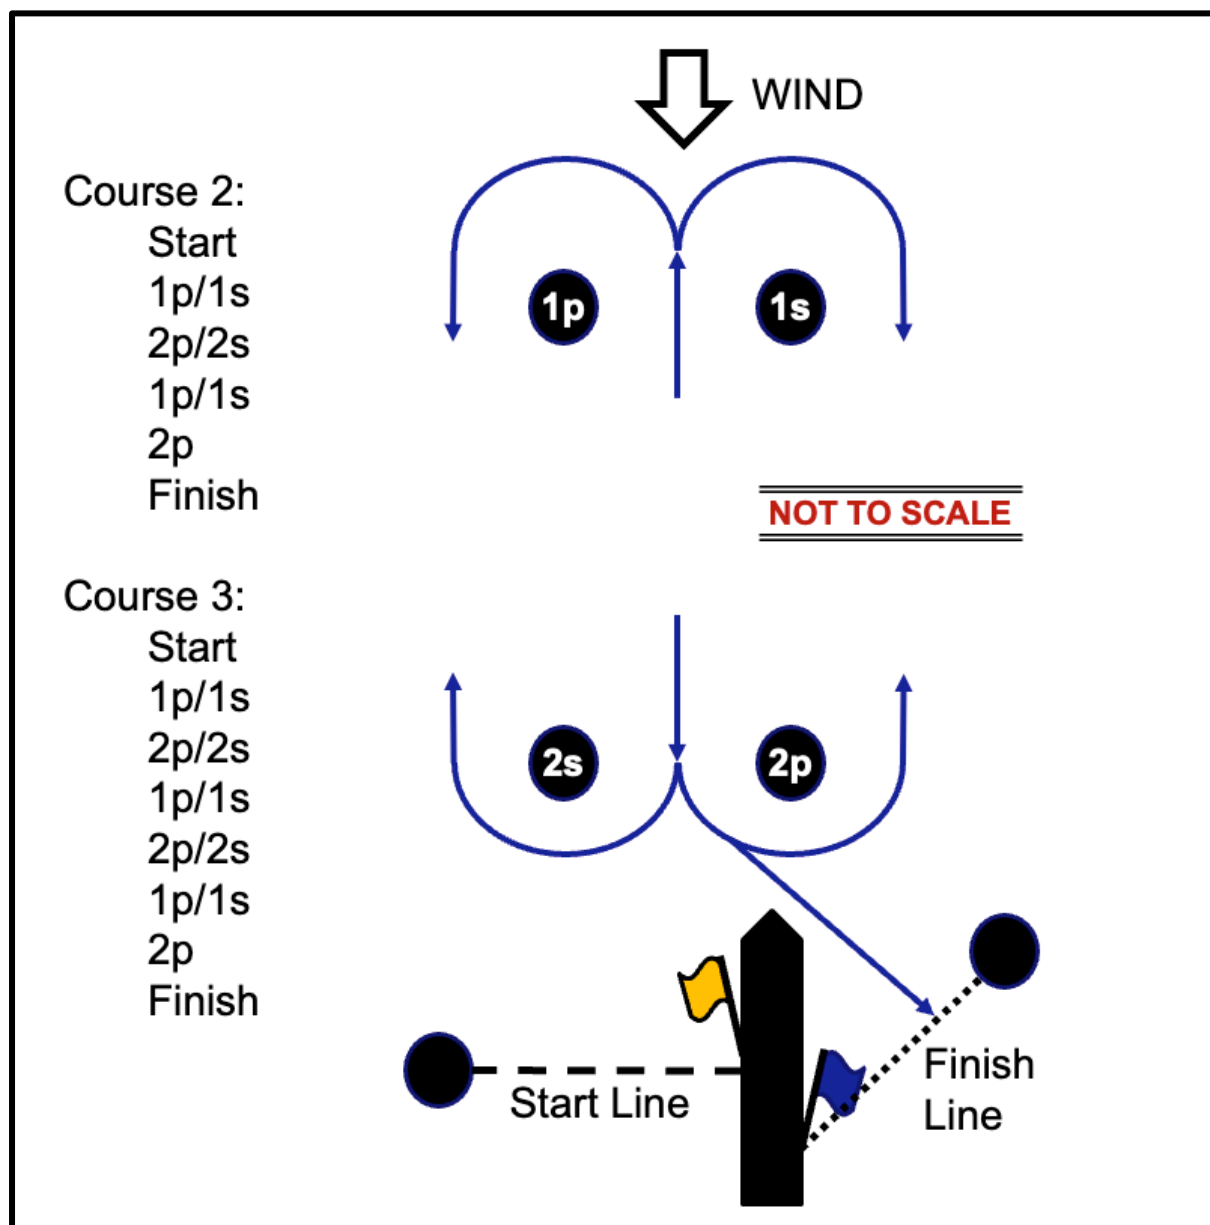 WIND
Course 2:
Start
1p/1s
2p/2s
1p/1s
2p
Finish
1p
1s
NOT TO SCALE
Course 3:
Start
1p/1s
2p/2s
1p/1s
2p/2s
1p/1s
2p
Finish
2s
2p
Start Line
Finish
Line